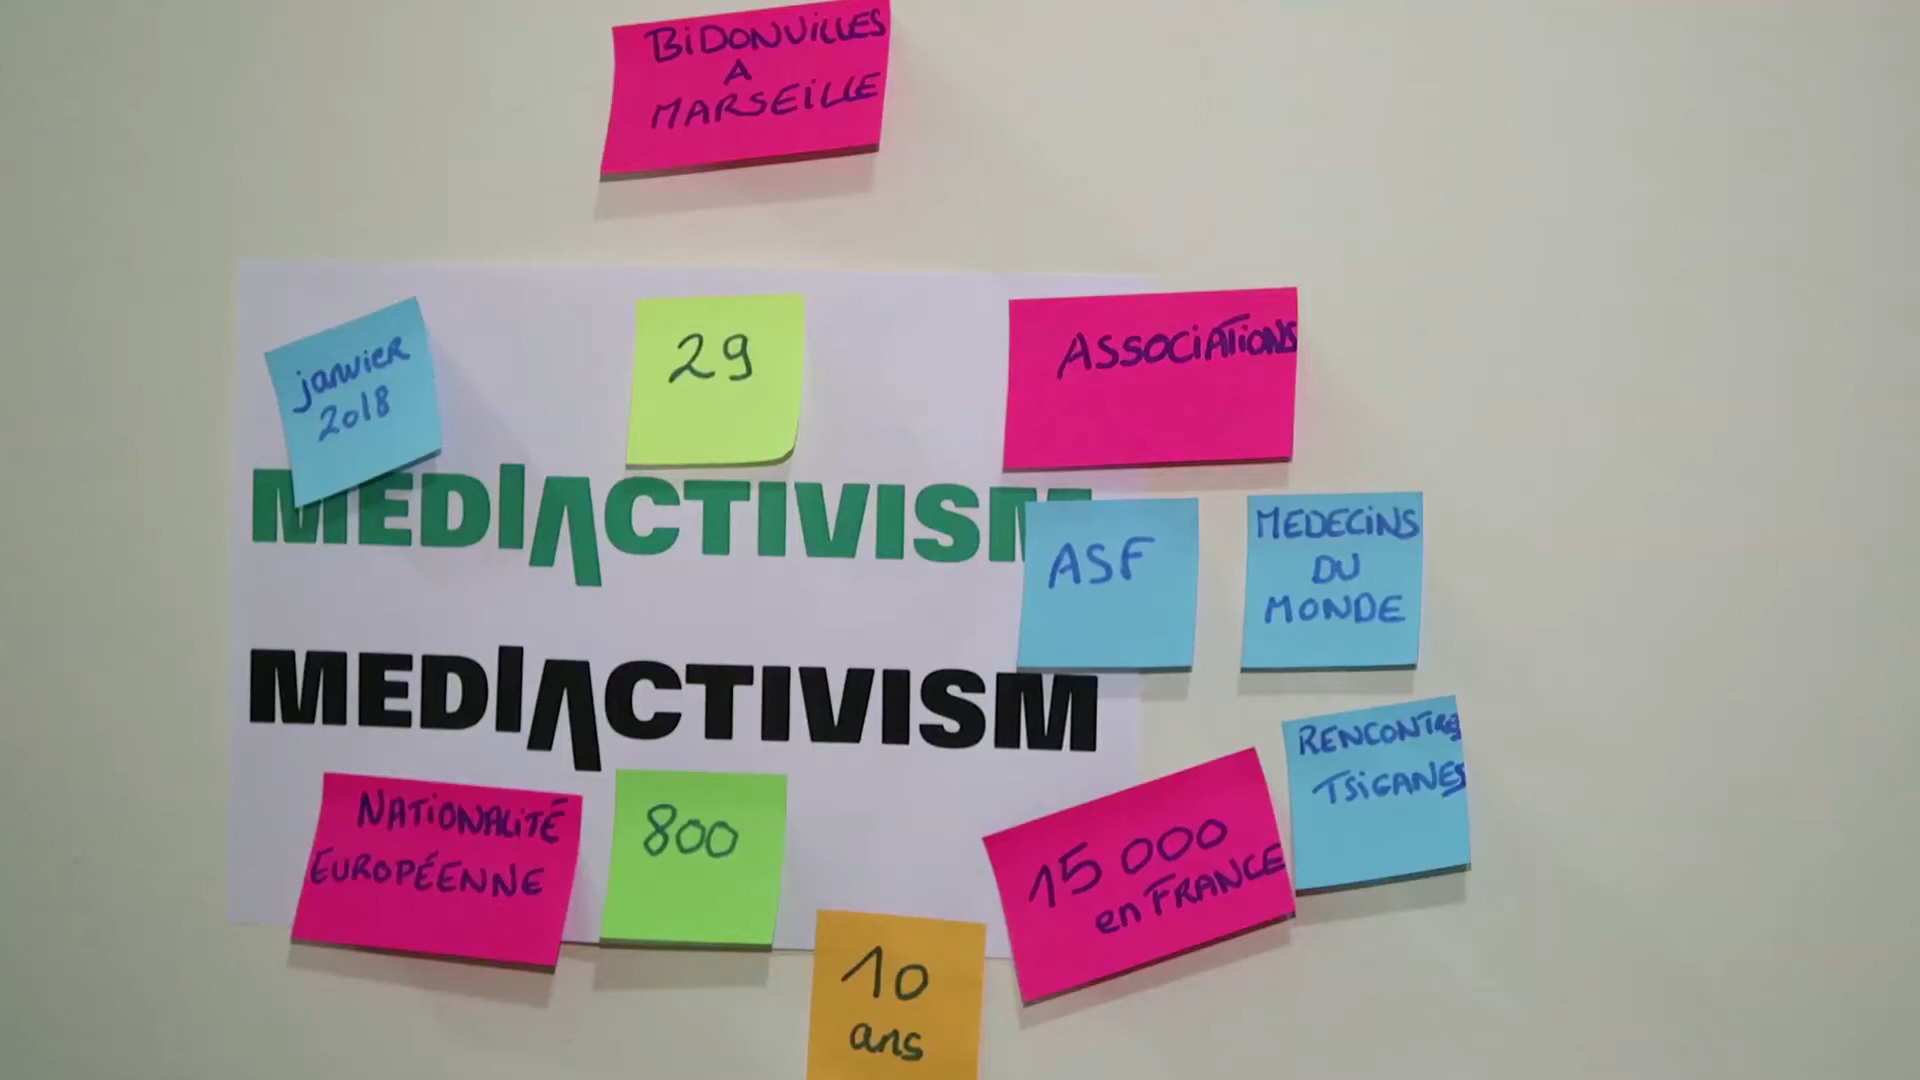 BiDONViLLES
A
MARSEiLLE
janvier
2018
29
ASSOCiATiONS
MEDIACTIVISM
ASF
MEDECiNS
DU
MONDE
MEDIACTIVISM
RENCONTRES
TSiGANES
NATiONALiTÉ
EUROPÉENNE
800
15 000
en FRANCE
10
ans